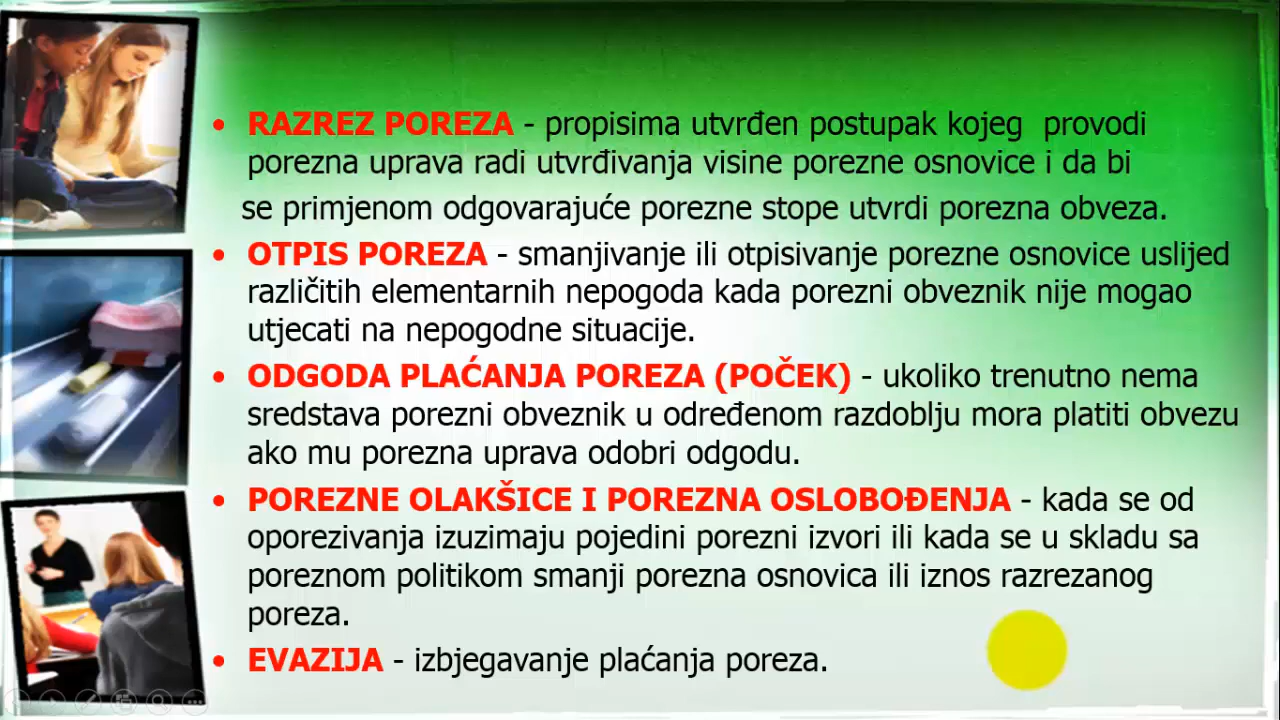 • RAZREZ POREZA - propisima utvrđen postupak kojeg provodi
porezna uprava radi utvrđivanja visine porezne osnovice i da bi
se primjenom odgovarajuće porezne stope utvrdi porezna obveza.
• OTPIS POREZA - smanjivanje ili otpisivanje porezne osnovice uslijed
različitih elementarnih nepogoda kada porezni obveznik nije mogao
utjecati na nepogodne situacije.
• ODGODA PLAĆANJA POREZA (POČEK) - ukoliko trenutno nema
sredstava porezni obveznik u određenom razdoblju mora platiti obvezu
ako mu porezna uprava odobri odgodu.
• POREZNE OLAKŠICE I POREZNA OSLOBOĐENJA - kada se od
oporezivanja izuzimaju pojedini porezni izvori ili kada se u skladu sa
poreznom politikom smanji porezna osnovica ili iznos razrezanog
poreza.
• EVAZIJA - izbjegavanje plaćanja poreza.